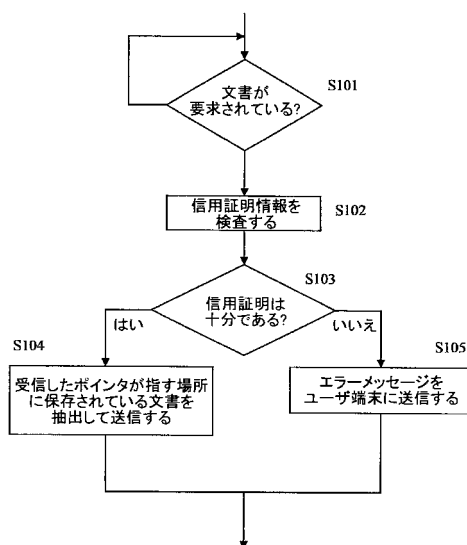 文書が
要求されている?
S101
信用証明情報を
検査する
S102
S103
信用証明は
十分である?
はい
いいえ
S104
受信したポインタが指す場所
に保存されている文書を
抽出して送信する
S105
エラーメッセージを
ユーザ端末に送信する